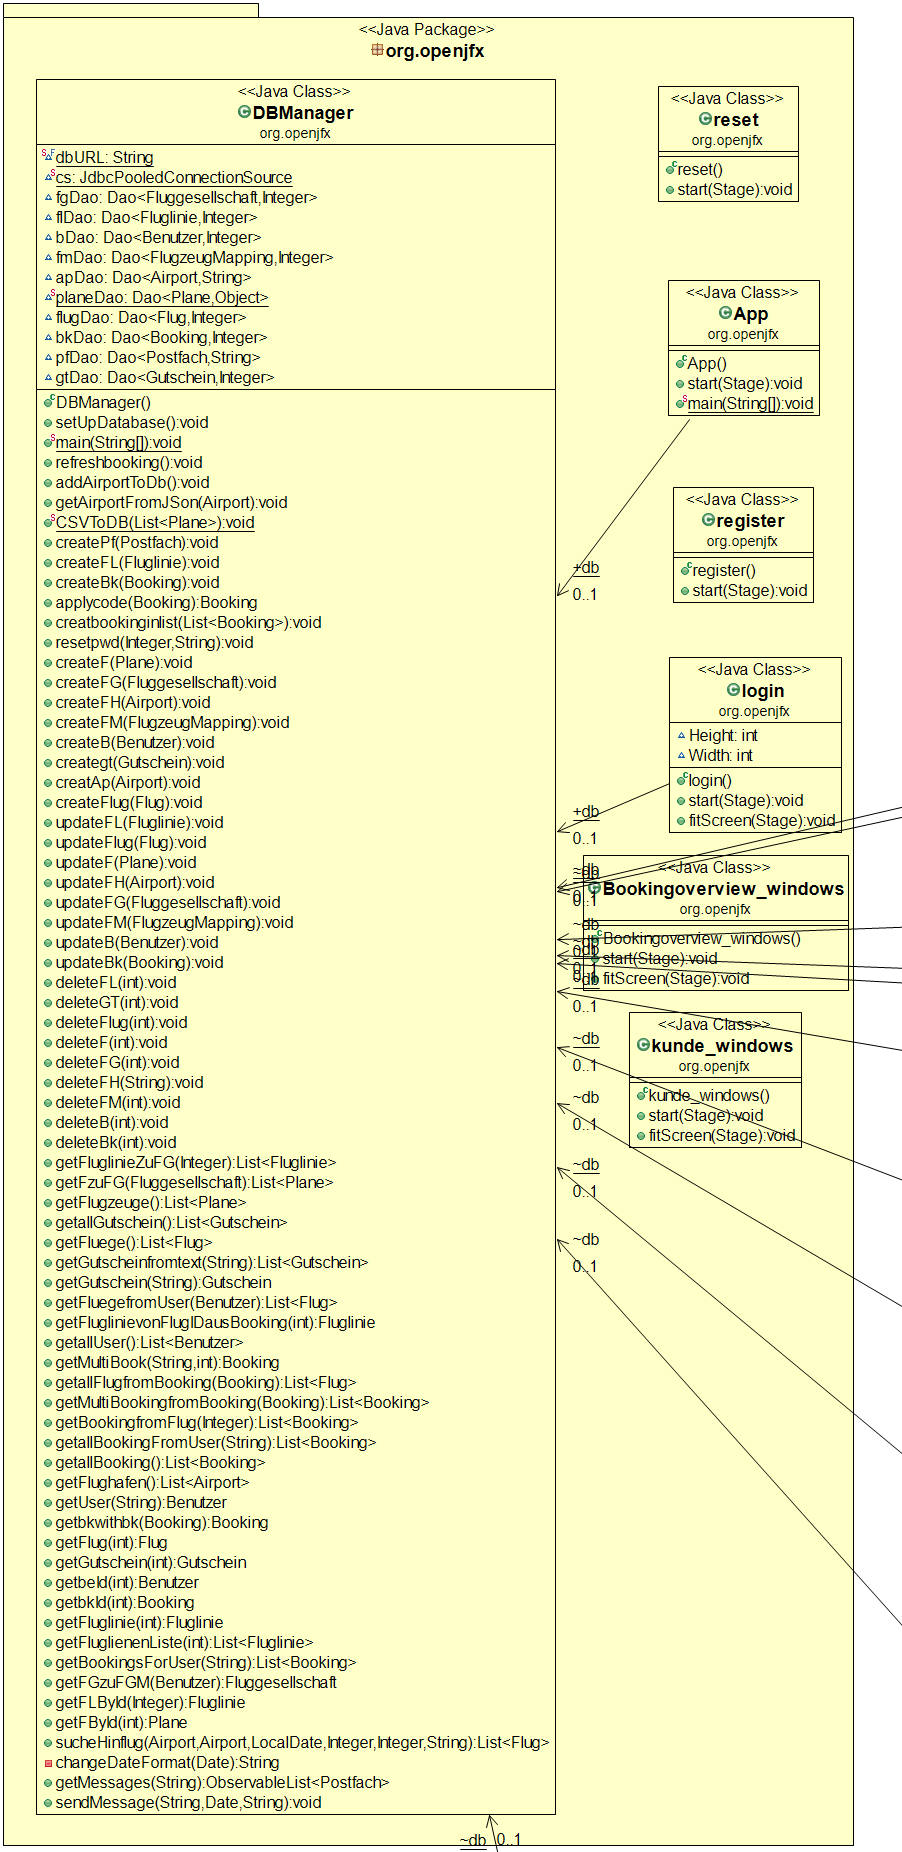 <<Java Package>>
org.openjfx
<<Java Class>>
DBManager
org.openjfx
dbURL: String
cs: JdbcPooledConnectionSource
fgDao: Dao<Fluggesellschaft,Integer>
flDao: Dao<Fluglinie,Integer>
bDao: Dao<Benutzer,Integer>
fmDao: Dao<FlugzeugMapping,Integer>
apDao: Dao<Airport,String>
planeDao: Dao<Plane,Object>
flugDao: Dao<Flug,Integer>
bkDao: Dao<Booking,Integer>
pfDao: Dao<Postfach,String>
gtDao: Dao<Gutschein,Integer>
DBManager()
setUpDatabase():void
main(String[]):void
refreshbooking():void
addAirportToDb():void
getAirportFromJSon(Airport):void
CSVToDB(List<Plane>):void
createPf(Postfach):void
createFL(Fluglinie):void
createBk(Booking):void
applycode(Booking):Booking
creatbookinginlist(List<Booking>):void
resetpwd(Integer,String):void
createF(Plane):void
createFG(Fluggesellschaft):void
createFH(Airport):void
createFM(FlugzeugMapping):void
createB(Benutzer):void
creategt(Gutschein):void
creatAp(Airport):void
createFlug(Flug):void
updateFL(Fluglinie):void
updateFlug(Flug):void
updateF(Plane):void
updateFH(Airport):void
updateFG(Fluggesellschaft):void
updateFM(FlugzeugMapping):void
updateB(Benutzer):void
updateBk(Booking):void
deleteFL(int):void
deleteGT(int):void
deleteFlug(int):void
deleteF(int):void
deleteFG(int):void
deleteFH(String):void
deleteFM(int):void
deleteB(int):void
deleteBk(int):void
getFluglinieZuFG(Integer):List<Fluglinie>
getFzuFG(Fluggesellschaft):List<Plane>
getFlugzeuge():List<Plane>
getallGutschein():List<Gutschein>
getFluege():List<Flug>
getGutscheinfromtext(String):List<Gutschein>
getGutschein(String):Gutschein
getFluegefromUser(Benutzer):List<Flug>
getFluglinievonFlugIDausBooking(int):Fluglinie
getallUser():List<Benutzer>
getMultiBook(String,int):Booking
getallFlugfromBooking(Booking):List<Flug>
getMultiBookingfromBooking(Booking):List<Booking>
getBookingfromFlug(Integer):List<Booking>
getallBookingFromUser(String):List<Booking>
getallBooking():List<Booking>
getFlughafen():List<Airport>
getUser(String):Benutzer
getbkwithbk(Booking):Booking
getFlug(int):Flug
getGutschein(int):Gutschein
getbeId(int):Benutzer
getbkId(int):Booking
getFluglinie(int):Fluglinie
getFluglienenListe(int):List<Fluglinie>
getBookingsForUser(String):List<Booking>
getFGzuFGM(Benutzer):Fluggesellschaft
getFLById(Integer):Fluglinie
getFById(int):Plane
sucheHinflug(Airport,Airport,LocalDate,Integer,Integer,String):List<Flug>
changeDateFormat(Date):String
getMessages(String):ObservableList<Postfach>
sendMessage(String,Date,String):void
<<Java Class>>
reset
org.openjfx
reset()
start(Stage):void
<<Java Class>>
App
org.openjfx
App()
start(Stage):void
main(String[]):void
+db
0..1
<<Java Class>>
register
org.openjfx
register()
start(Stage):void
<<Java Class>>
login
org.openjfx
Height: int
Width: int
login()
start(Stage):void
fitScreen(Stage):void
+db
0..1
<<Java Class>>
Bookingoverview_windows
org.openjfx
Bookingoverview_windows()
start(Stage):void
fitScreen(Stage):void
~db
0..1
~db
0..1
~db
0..1
<<Java Class>>
kunde_windows
org.openjfx
kunde_windows()
start(Stage):void
fitScreen(Stage):void
~db
0..1
~db
0..1
~db
0..1
~db
0..1
~db 0..1